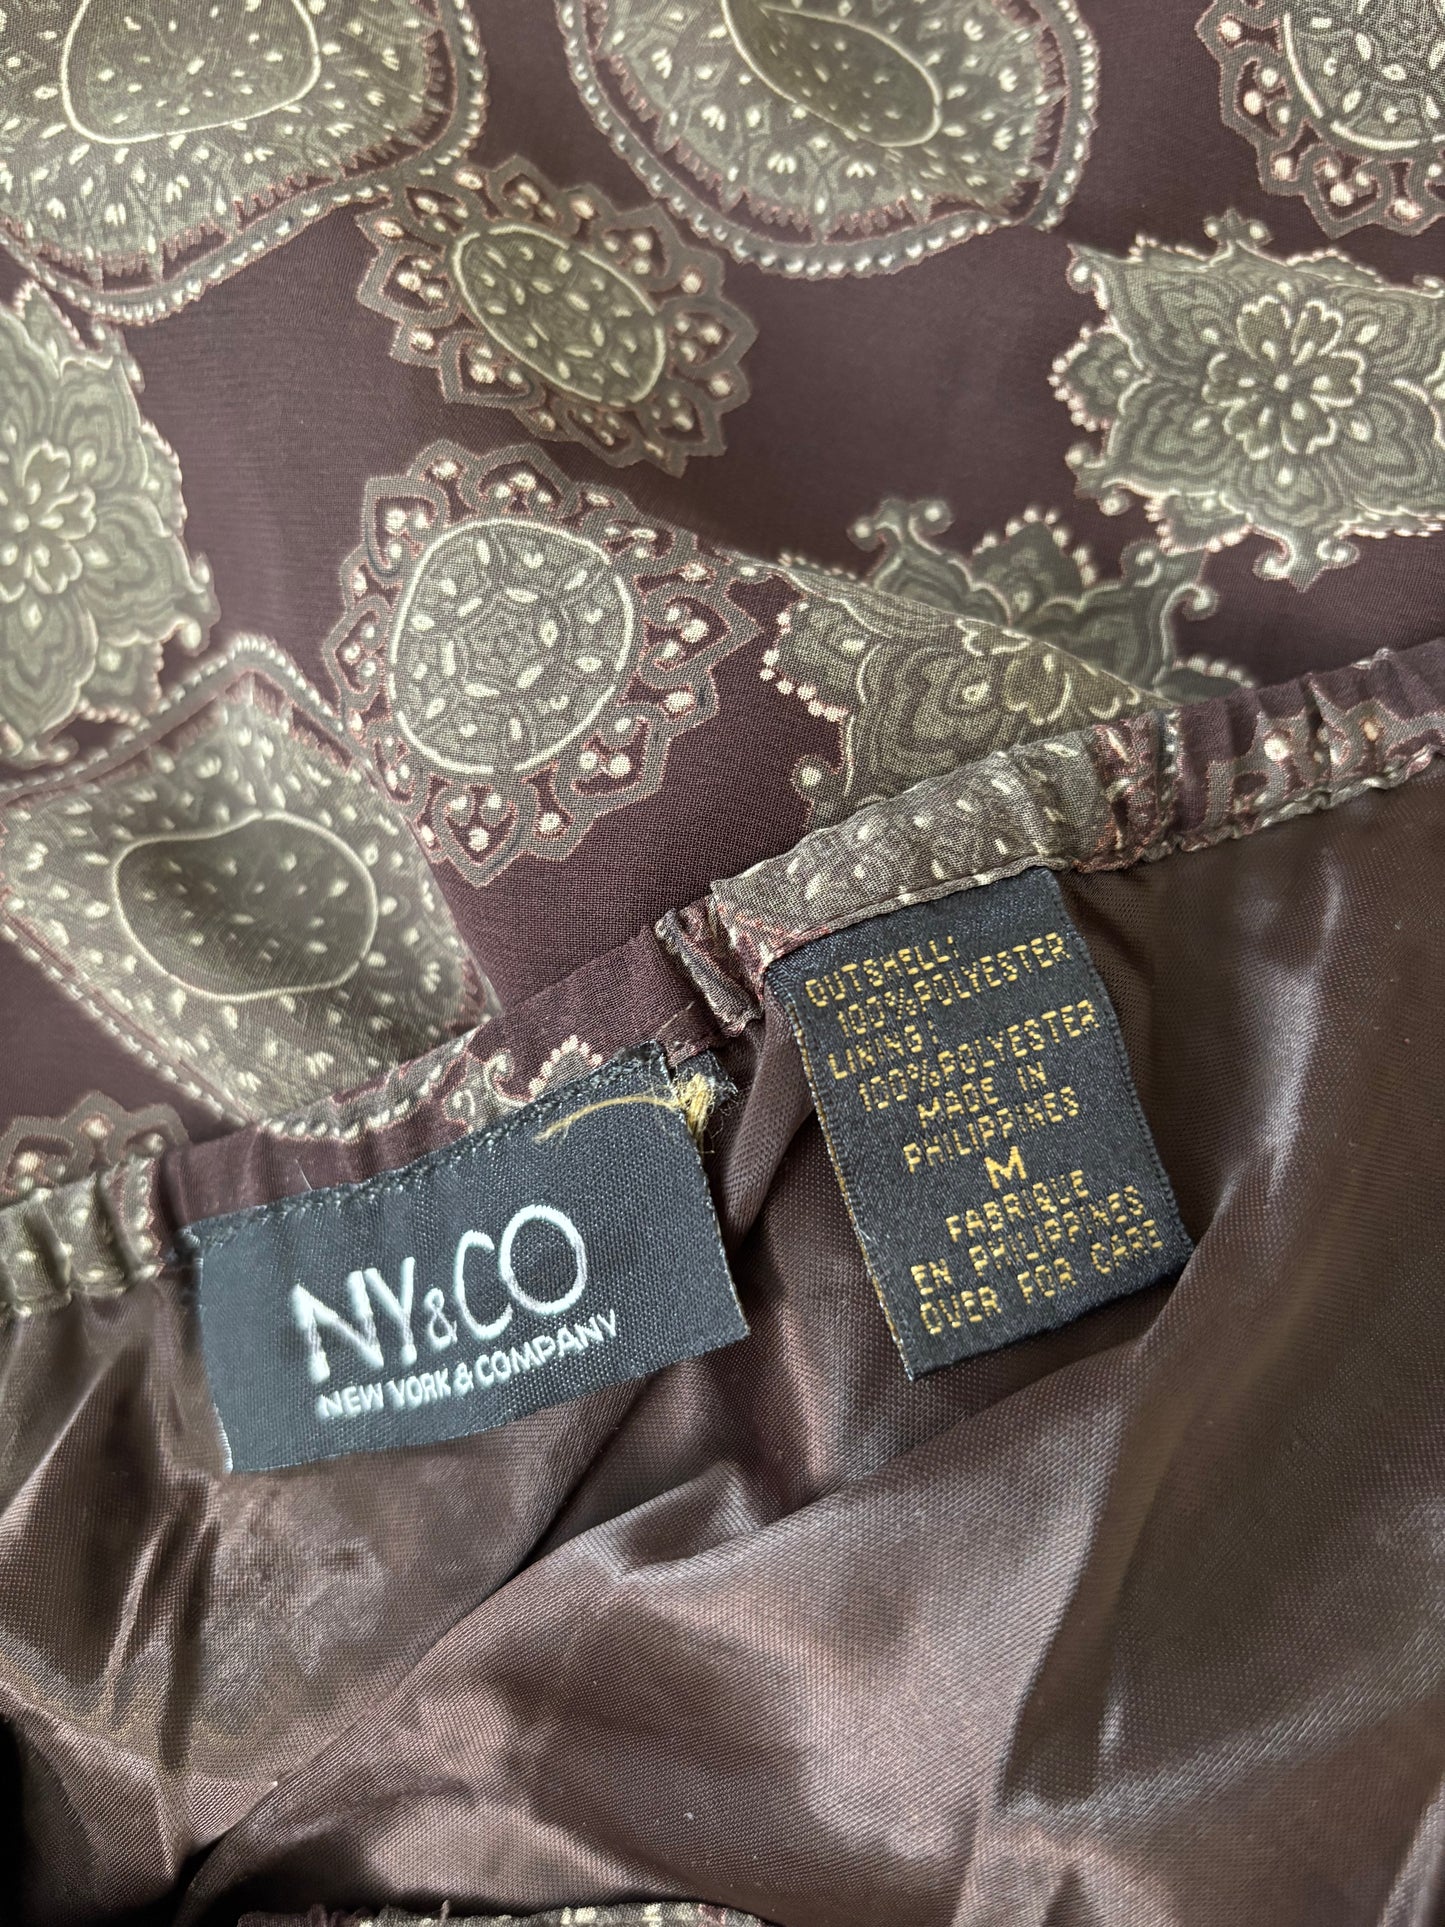 NY&CO
NEW YORK & COMPANY
OUTSHELL:
100%POLYESTER
LINING:
100%POLYESTER
MADE IN
PHILIPPINES
M
FABRIQUE
EN PHILIPPINES
OVER FOR CARE